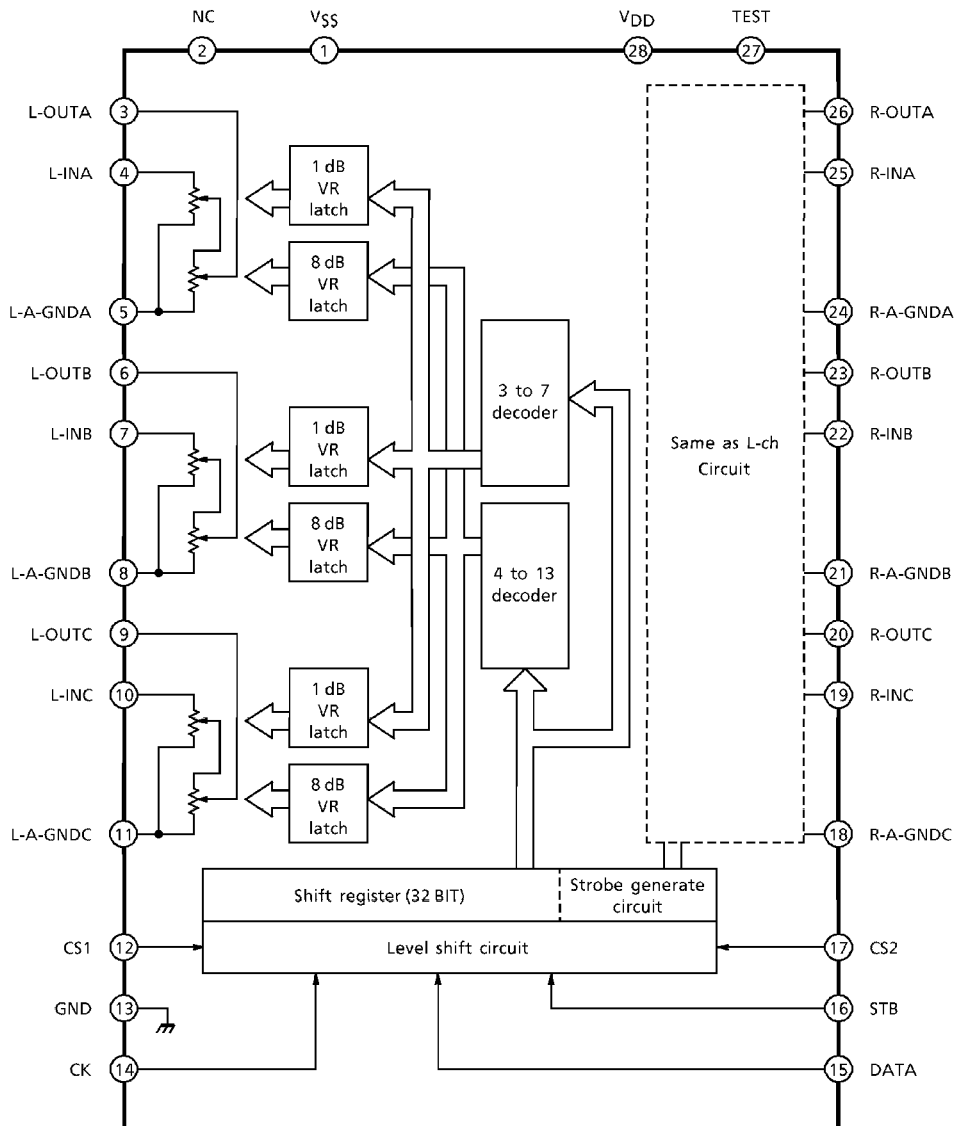 NC
VSS
VDD
TEST
2
1
28
27
L-OUTA
3
26
R-OUTA
L-INA
4
25
R-INA
1 dB
VR
latch
8 dB
VR
latch
L-A-GNDA
5
24
R-A-GNDA
L-OUTB
6
23
R-OUTB
3 to 7
decoder
L-INB
7
22
R-INB
1 dB
VR
latch
Same as L-ch
Circuit
8 dB
VR
latch
4 to 13
decoder
L-A-GNDB
8
21
R-A-GNDB
L-OUTC
9
20
R-OUTC
L-INC
10
19
R-INC
1 dB
VR
latch
8 dB
VR
latch
L-A-GNDC
11
18
R-A-GNDC
Shift register (32 BIT)
Strobe generate
circuit
CS1
12
Level shift circuit
17
CS2
GND
13
16
STB
CK
14
15
DATA